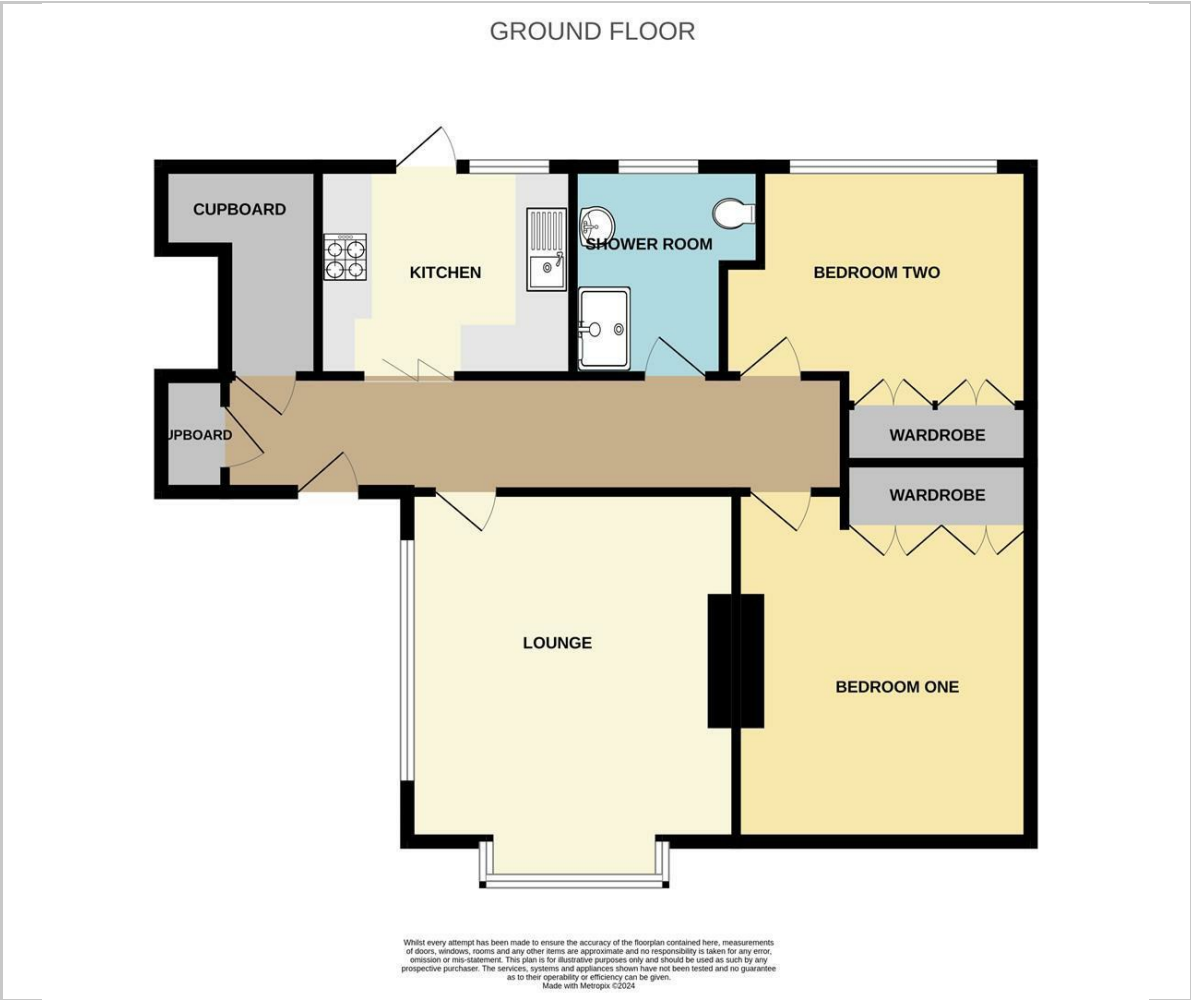 GROUND FLOOR
CUPBOARD
KITCHEN
SHOWER ROOM
BEDROOM TWO
UPBOARD
WARDROBE
WARDROBE
LOUNGE
BEDROOM ONE
Whilst every attempt has been made to ensure the accuracy of the floorplan contained here, measurements
of doors, windows, rooms and any other items are approximate and no responsibility is taken for any error,
omission or mis-statement. This plan is for illustrative purposes only and should be used as such by any
prospective purchaser. The services, systems and appliances shown have not been tested and no guarantee
as to their operability or efficiency can be given.
Made with Metropix ©2024